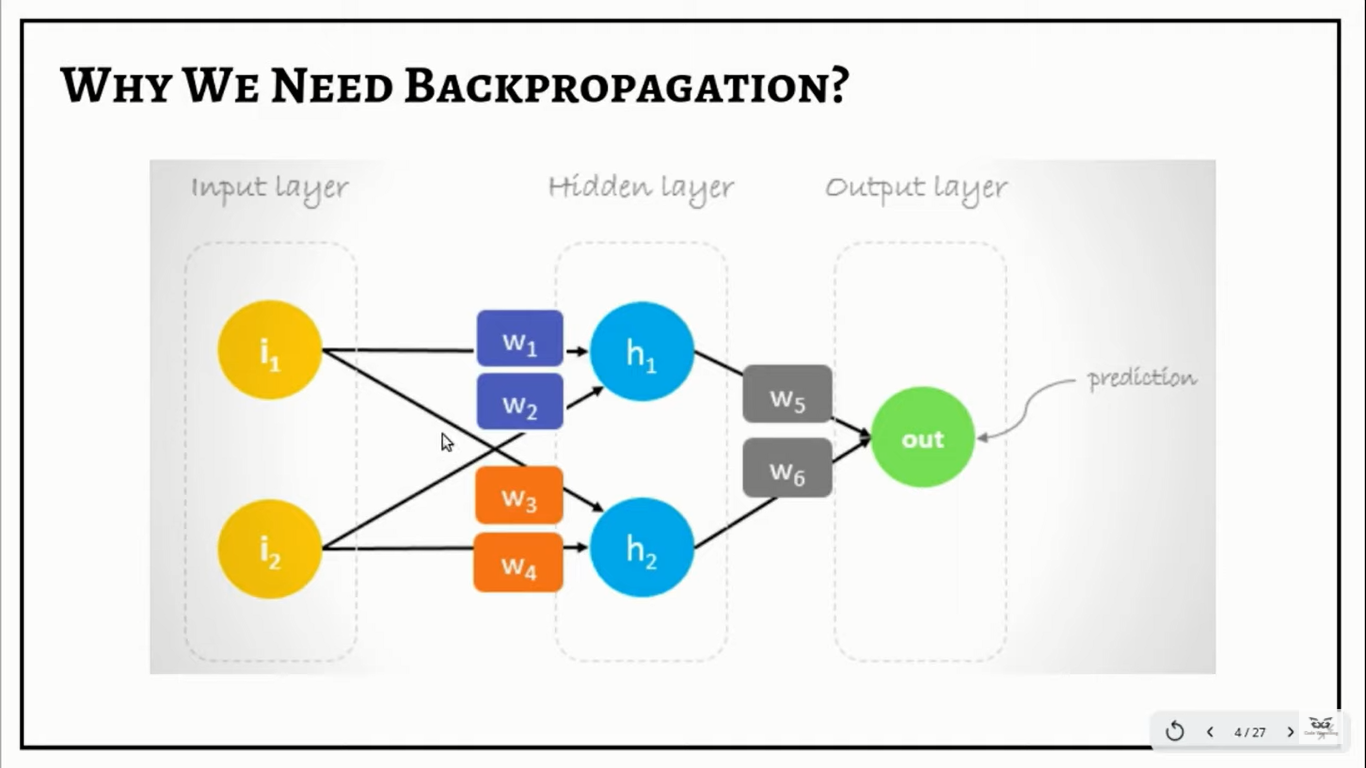 Why We Need Backpropagation?
Input layer
Hidden layer
Output layer
i1
w1
h1
w2
w5
prediction
out
w6
w3
i2
w4
h2
4 / 27